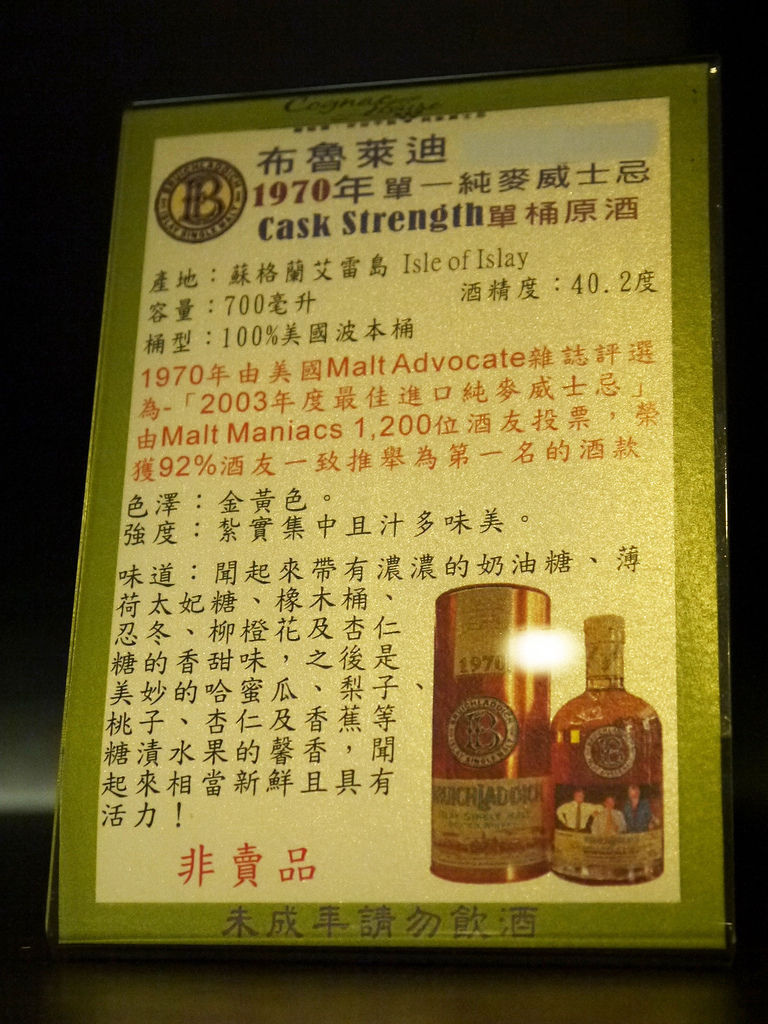 Cognac
布魯萊迪
1970年單一純麥威士忌
Cask Strength單桶原酒
產地：蘇格蘭艾雷島 Isle of Islay
容量：700毫升 酒精度：40.2度
桶型：100%美國波本桶
1970年由美國Malt Advocate雜誌評選
為-「2003年度最佳進口純麥威士忌」
由Malt Maniacs 1,200位酒友投票，榮
獲92%酒友一致推舉為第一名的酒款
色澤：金黃色。
強度：紮實集中且汁多味美。
味道：聞起來帶有濃濃的奶油糖、薄
荷太妃糖、橡木桶、
忍冬、柳橙花及杏仁
糖的香甜味，之後是
美妙的哈蜜瓜、梨子、
桃子、杏仁及香蕉等
糖漬水果的馨香，聞
起來相當新鮮且具有
活力！
1970
BRUICHLADDICH
非賣品
未成年請勿飲酒